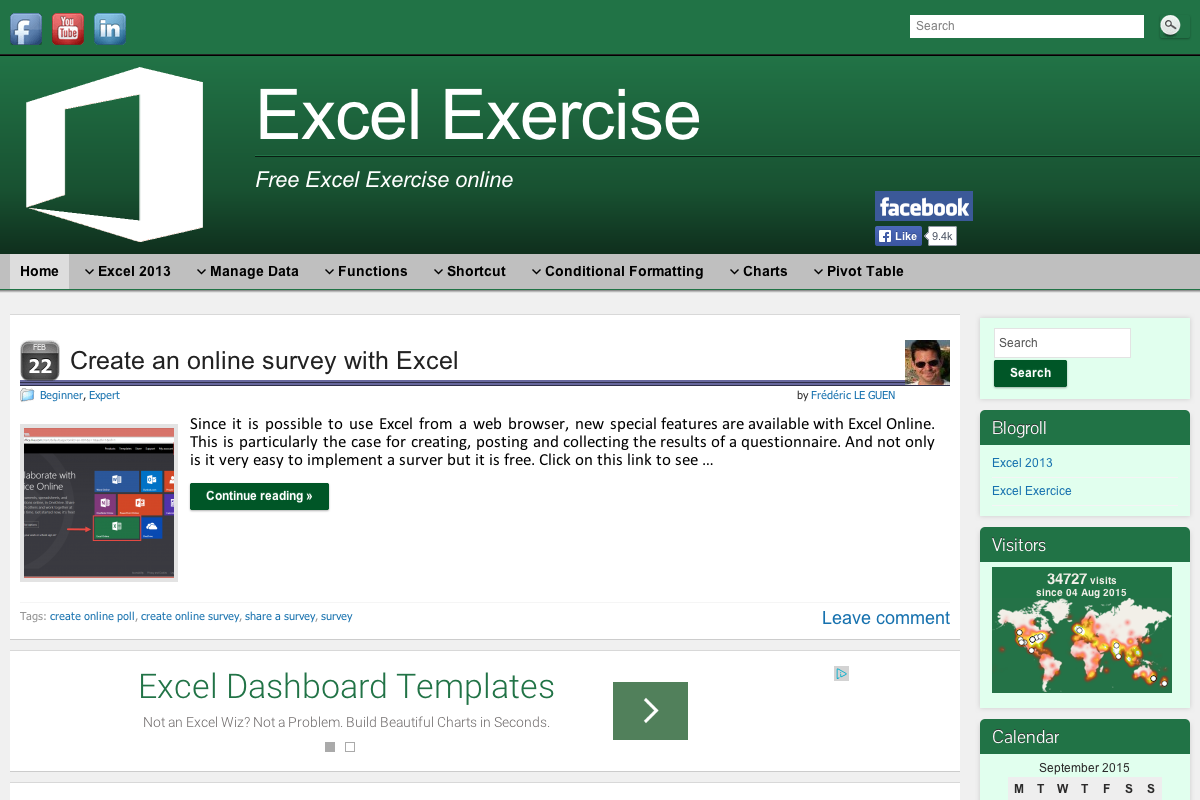 Search
Excel Exercise
Free Excel Exercise online
facebook
Like 9.4k
Home Excel 2013 Manage Data Functions Shortcut Conditional Formatting Charts Pivot Table
FEB
22
Create an online survey with Excel
Beginner, Expert
by Frédéric LE GUEN
Since it is possible to use Excel from a web browser, new special features are available with Excel Online.
This is particularly the case for creating, posting and collecting the results of a questionnaire. And not only
is it very easy to implement a surver but it is free. Click on this link to see ...
Continue reading »
Tags: create online poll, create online survey, share a survey, survey
Leave comment
Excel Dashboard Templates
Not an Excel Wiz? Not a Problem. Build Beautiful Charts in Seconds.
Search
Search
Blogroll
Excel 2013
Excel Exercice
Visitors
34727 visits
since 04 Aug 2015
Calendar
September 2015
M T W T F S S